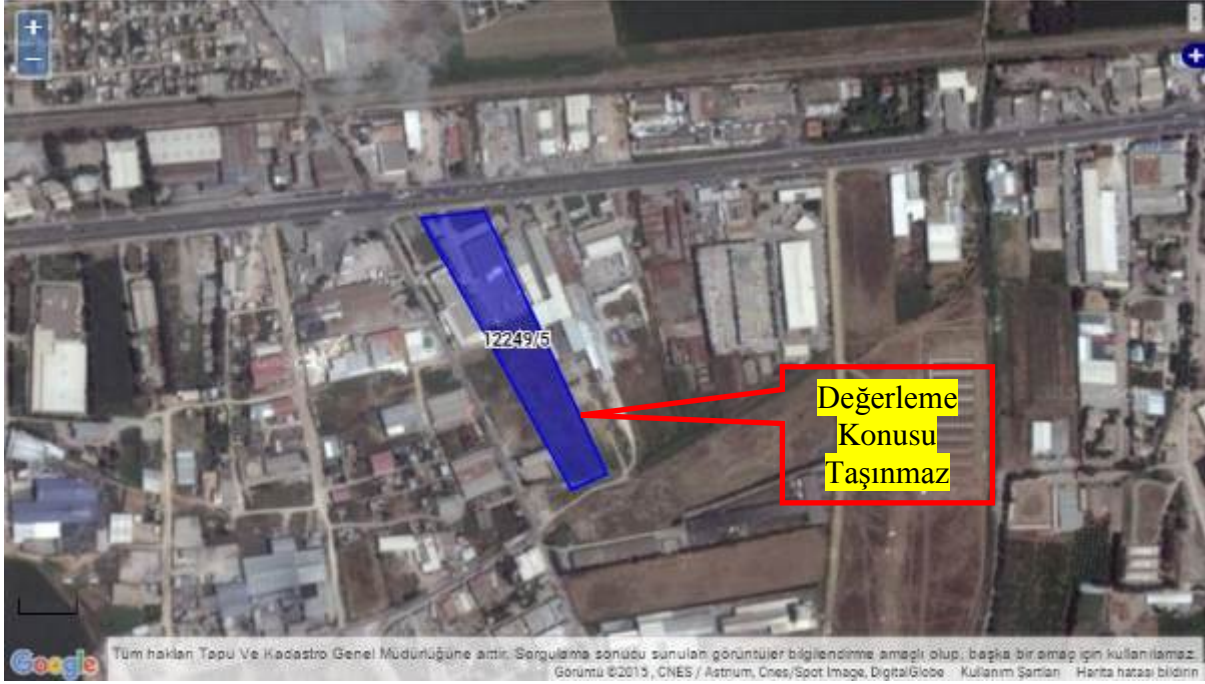 12249/5
Değerleme
Konusu
Taşınmaz
Google
Tüm hakları Tapu Ve Kadastro Genel Müdürlüğüne aittir. Sorgulama sonucu sunulan görüntüler bilgilendirme amaçlı olup, başka bir amaç için kullanılamaz.
Görüntü ©2015, CNES / Astrium, Cnes/Spot Image, DigitalGlobe Kullanım Şartları Harita hatası bildirin